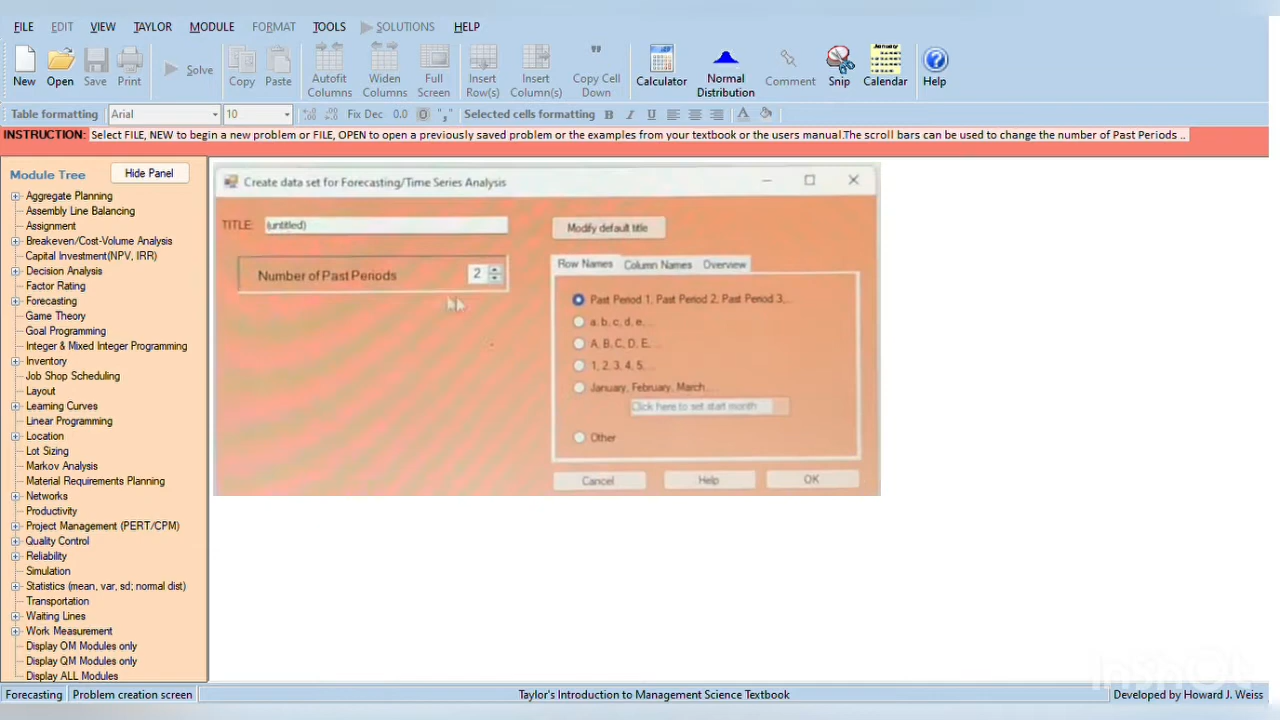 FILE EDIT VIEW TAYLOR MODULE FORMAT TOOLS SOLUTIONS HELP
New Open Save Print Solve Copy Paste Autofit Columns Widen Columns Full Screen Insert Row(s) Insert Column(s) Copy Cell Down Calculator Normal Distribution Comment Snip Calendar Help
Table formatting Arial 10 Fix Dec 0.0 Selected cells formatting B I U A
INSTRUCTION: Select FILE, NEW to begin a new problem or FILE, OPEN to open a previously saved problem or the examples from your textbook or the users manual.The scroll bars can be used to change the number of Past Periods ..
Module Tree Hide Panel
Aggregate Planning
Assembly Line Balancing
Assignment
Breakeven/Cost-Volume Analysis
Capital Investment(NPV, IRR)
Decision Analysis
Factor Rating
Forecasting
Game Theory
Goal Programming
Integer & Mixed Integer Programming
Inventory
Job Shop Scheduling
Layout
Learning Curves
Linear Programming
Location
Lot Sizing
Markov Analysis
Material Requirements Planning
Networks
Productivity
Project Management (PERT/CPM)
Quality Control
Reliability
Simulation
Statistics (mean, var, sd; normal dist)
Transportation
Waiting Lines
Work Measurement
Display OM Modules only
Display QM Modules only
Display ALL Modules
Create data set for Forecasting/Time Series Analysis
TITLE: (untitled) Modify default title
Number of Past Periods 2
Row Names Column Names Overview
Past Period 1, Past Period 2, Past Period 3,...
a, b, c, d, e, ...
A, B, C, D, E, ...
1, 2, 3, 4, 5, ...
January, February, March, ...
Click here to set start month
Other
Cancel Help OK
InShOt
Forecasting Problem creation screen Taylor's Introduction to Management Science Textbook Developed by Howard J. Weiss